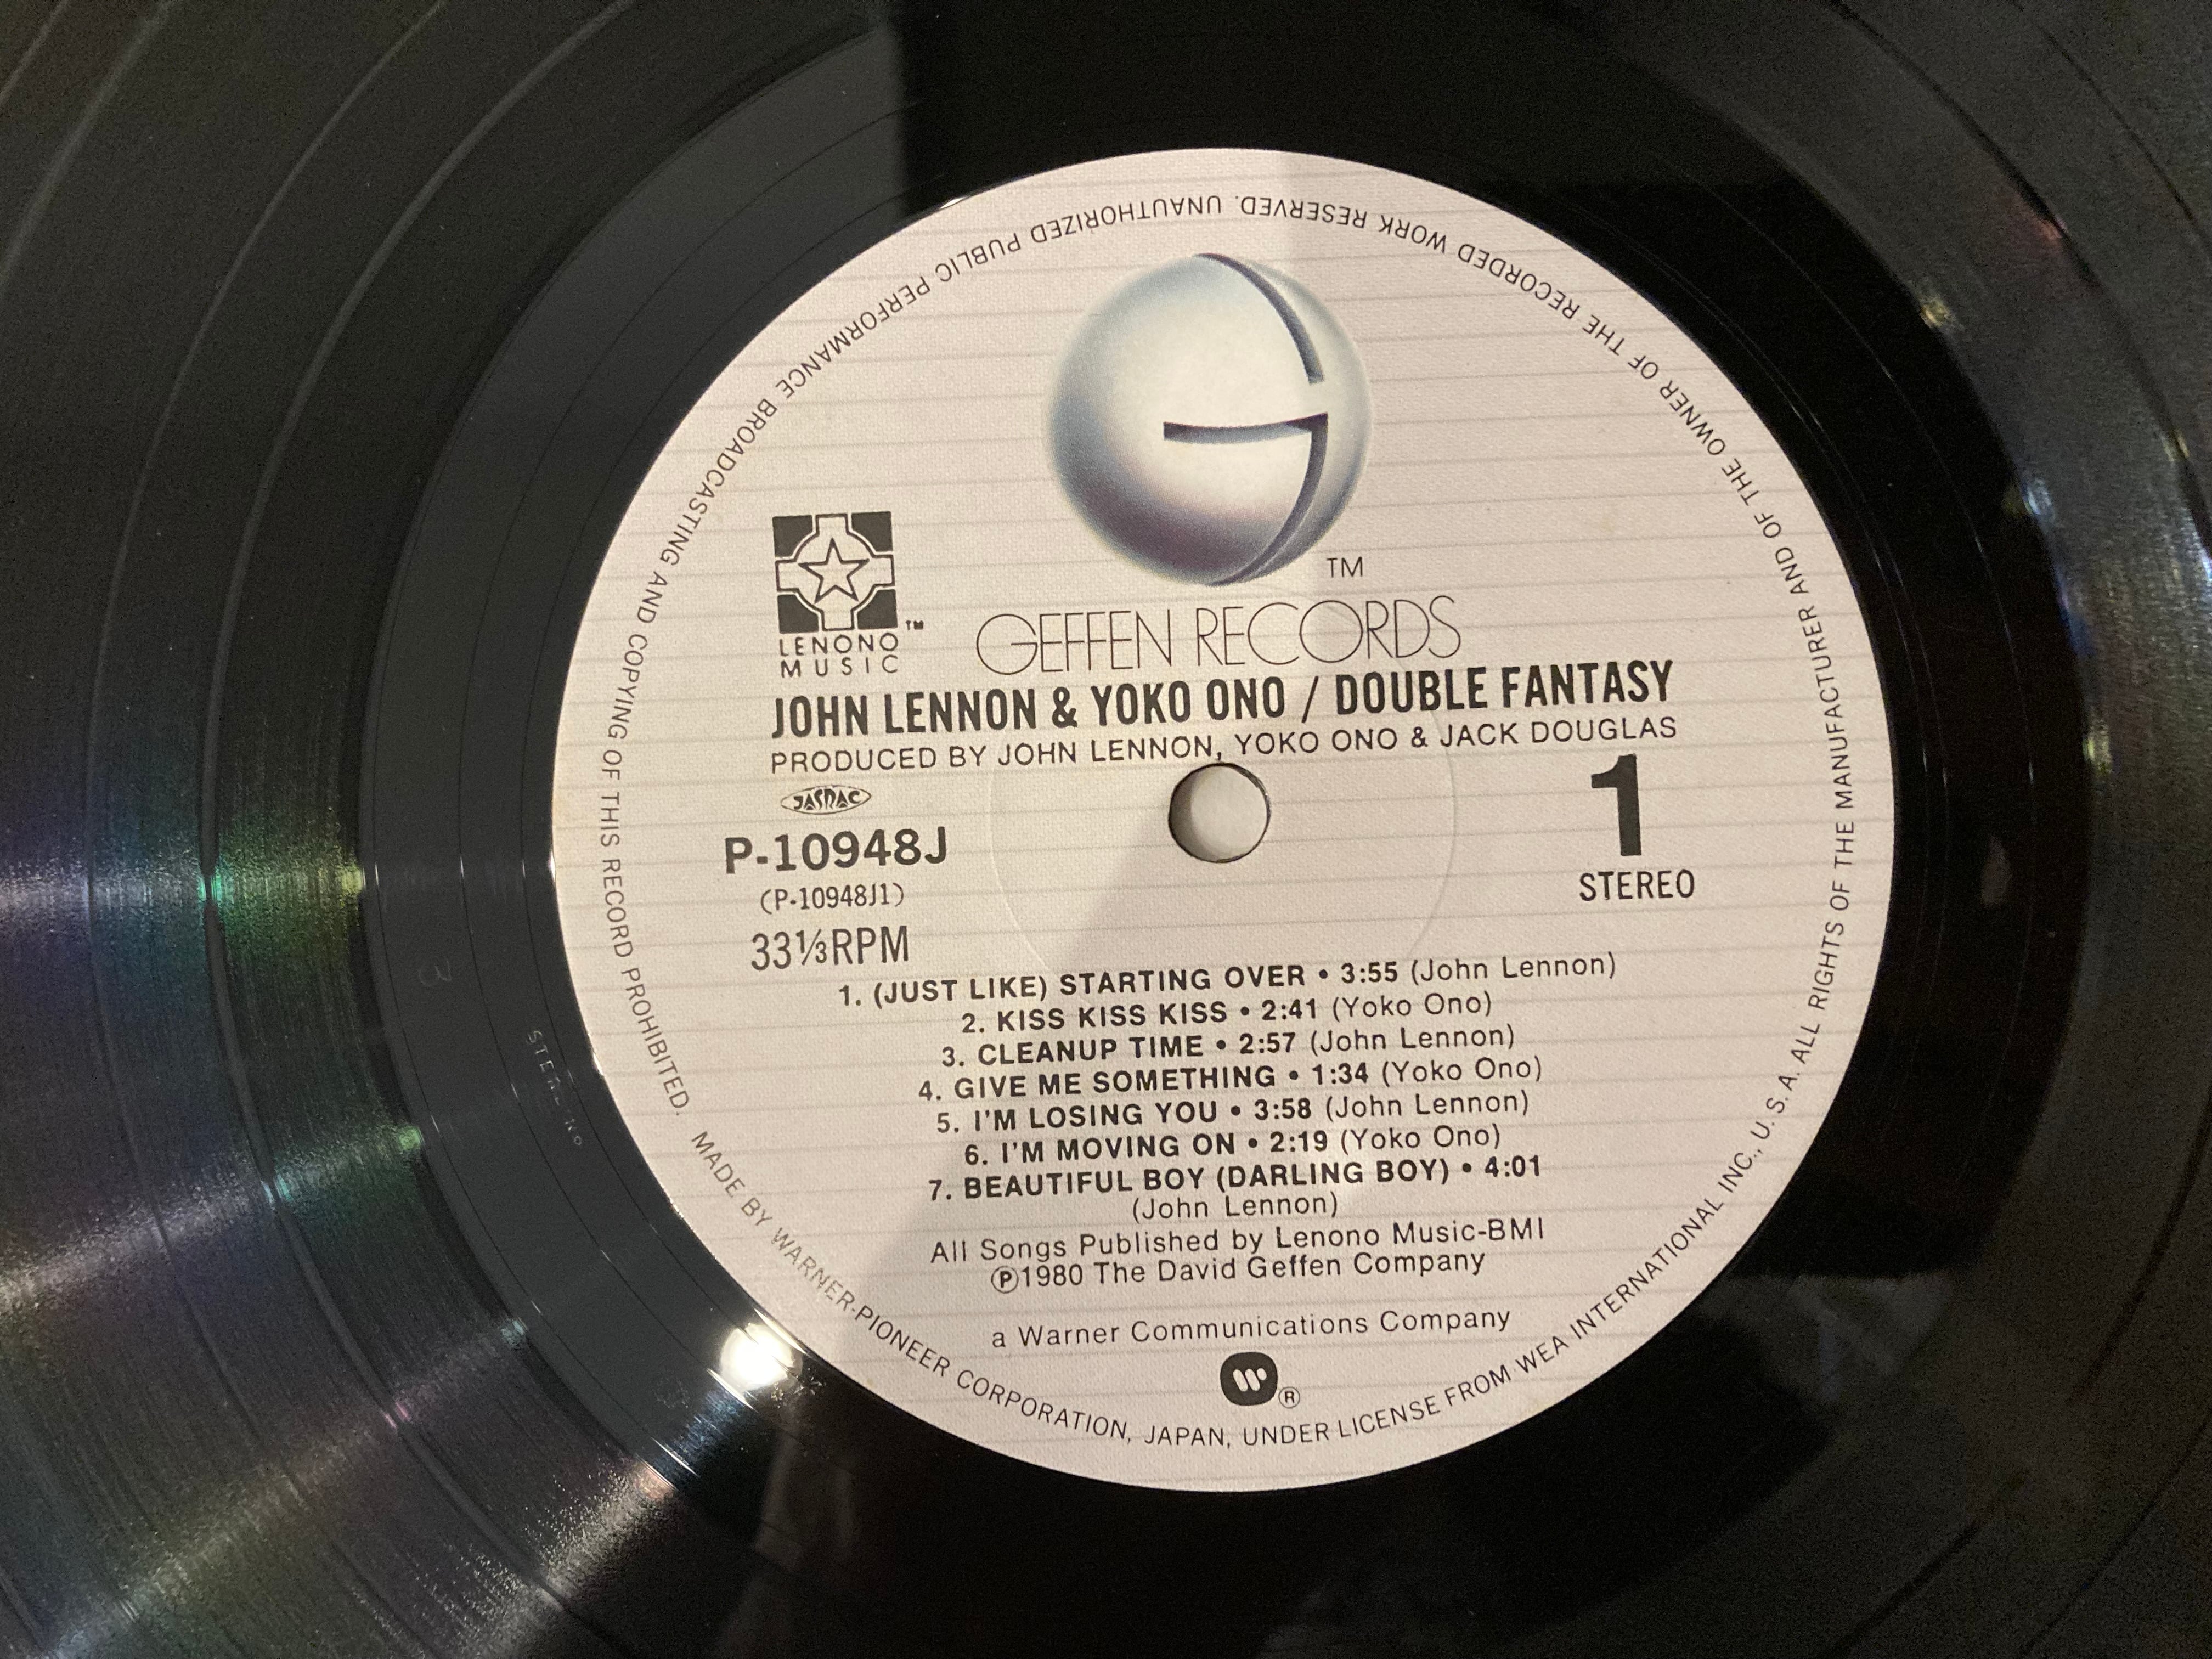 TM
GEFFEN RECORDS
LENONO ™
MUSIC
JOHN LENNON & YOKO ONO / DOUBLE FANTASY
PRODUCED BY JOHN LENNON, YOKO ONO & JACK DOUGLAS
JASRAC
P-10948J
(P-10948J1)
33⅓RPM
1
STEREO
1. (JUST LIKE) STARTING OVER • 3:55 (John Lennon)
2. KISS KISS KISS • 2:41 (Yoko Ono)
3. CLEANUP TIME • 2:57 (John Lennon)
4. GIVE ME SOMETHING • 1:34 (Yoko Ono)
5. I'M LOSING YOU • 3:58 (John Lennon)
6. I'M MOVING ON • 2:19 (Yoko Ono)
7. BEAUTIFUL BOY (DARLING BOY) • 4:01
(John Lennon)
All Songs Published by Lenono Music-BMI
℗1980 The David Geffen Company
a Warner Communications Company
W®
MADE BY WARNER-PIONEER CORPORATION, JAPAN, UNDER LICENSE FROM WEA INTERNATIONAL INC., U. S. A. ALL RIGHTS OF THE MANUFACTURER AND OF THE OWNER OF THE RECORDED WORK RESERVED. UNAUTHORIZED PUBLIC PERFORMANCE BROADCASTING AND COPYING OF THIS RECORD PROHIBITED.